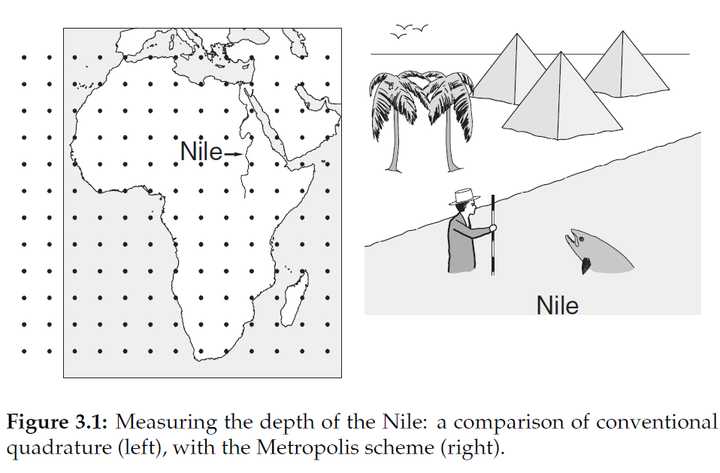 Nile
Nile
Figure 3.1: Measuring the depth of the Nile: a comparison of conventional
quadrature (left), with the Metropolis scheme (right).